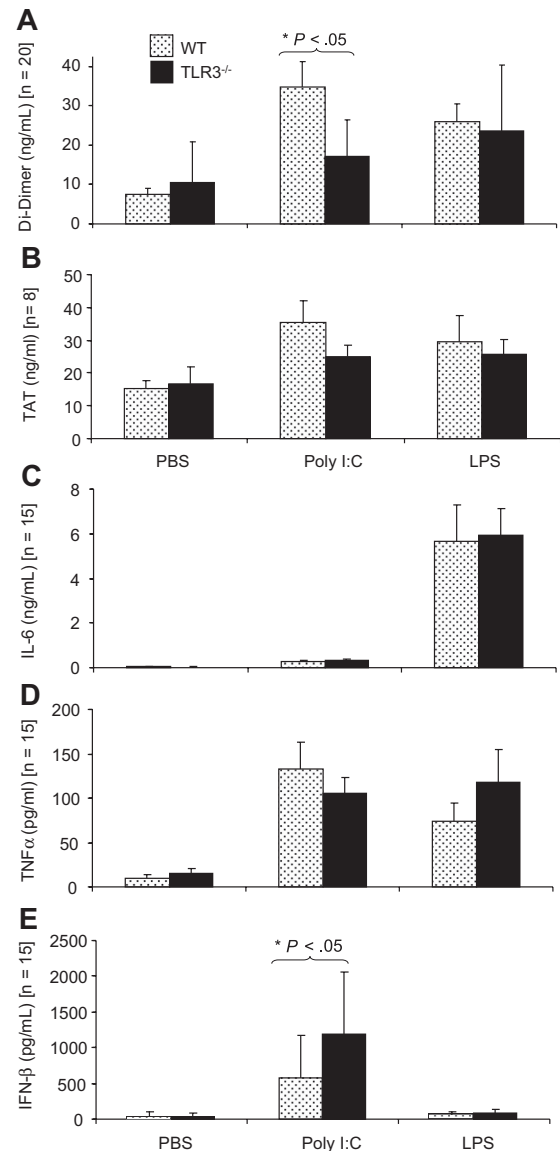 A
* P < .05
WT
TLR3-/-
Di-Dimer (ng/mL) [n = 20]
40
30
20
10
0
B
TAT (ng/ml) [n= 8]
50
40
30
20
10
0
PBS
Poly I:C
LPS
C
IL-6 (ng/mL) [n = 15]
8
6
4
2
0
D
TNFα (pg/ml) [n = 15]
200
150
100
50
0
E
* P < .05
IFN-β (pg/mL) [n = 15]
2500
2000
1500
1000
500
0
PBS
Poly I:C
LPS